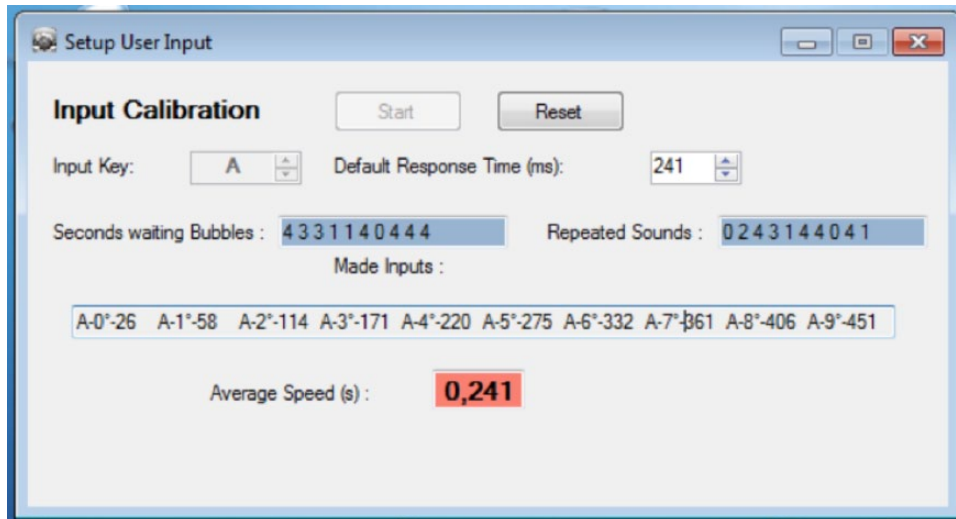 Setup User Input
Input Calibration Start Reset
Input Key: A Default Response Time (ms): 241
Seconds waiting Bubbles : 4 3 3 1 1 4 0 4 4 4 Repeated Sounds : 0 2 4 3 1 4 4 0 4 1
Made Inputs :
A-0°-26 A-1°-58 A-2°-114 A-3°-171 A-4°-220 A-5°-275 A-6°-332 A-7°-361 A-8°-406 A-9°-451
Average Speed (s) : 0,241